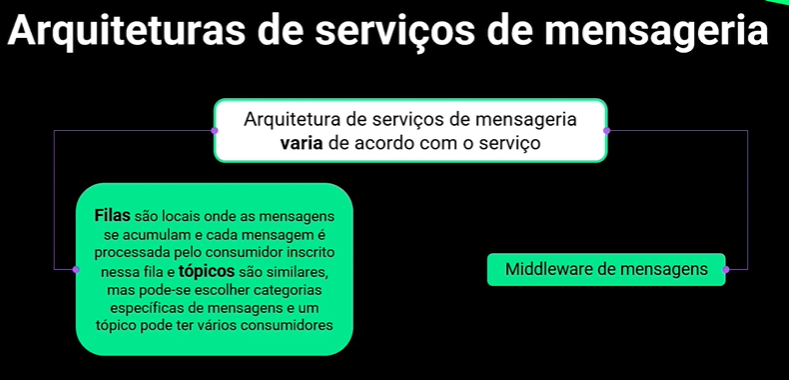 Arquiteturas de serviços de mensageria
Arquitetura de serviços de mensageria
varia de acordo com o serviço
Filas são locais onde as mensagens
se acumulam e cada mensagem é
processada pelo consumidor inscrito
nessa fila e tópicos são similares,
mas pode-se escolher categorias
específicas de mensagens e um
tópico pode ter vários consumidores
Middleware de mensagens